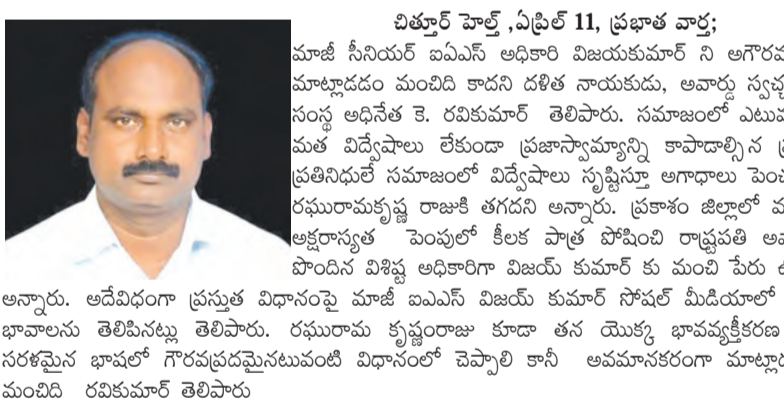 చిత్తూర్ హెల్త్ ,ఏప్రిల్ 11, ప్రభాత వార్త;
మాజీ సీనియర్ ఐఏఎస్ అధికారి విజయకుమార్ ని అగౌరవ
మాట్లాడడం మంచిది కాదని దళిత నాయకుడు, అవార్డు స్వచ్ఛ
సంస్థ అధినేత కె. రవికుమార్ తెలిపారు. సమాజంలో ఎటువ
మత విద్వేషాలు లేకుండా ప్రజాస్వామ్యాన్ని కాపాడాల్సిన
ప్రతినిధులే సమాజంలో విద్వేషాలు సృష్టిస్తూ అగాధాలు పెంచ
రఘురామకృష్ణ రాజుకి తగదని అన్నారు. ప్రకాశం జిల్లాలో
అక్షరాస్యత పెంపులో కీలక పాత్ర పోషించి రాష్ట్రపతి అవ
పొందిన విశిష్ట అధికారిగా విజయ్ కుమార్ కు మంచి పేరు
అన్నారు. అదేవిధంగా ప్రస్తుత విధానంపై మాజీ ఐఎఎస్ విజయ్ కుమార్ సోషల్ మీడియాలో
భావాలను తెలిపినట్లు తెలిపారు. రఘురామ కృష్ణంరాజు కూడా తన యొక్క భావవ్యక్తీకరణ
సరళమైన భాషలో గౌరవప్రదమైనటువంటి విధానంలో చెప్పాలి కానీ అవమానకరంగా మాట్లా
మంచిది రవికుమార్ తెలిపారు